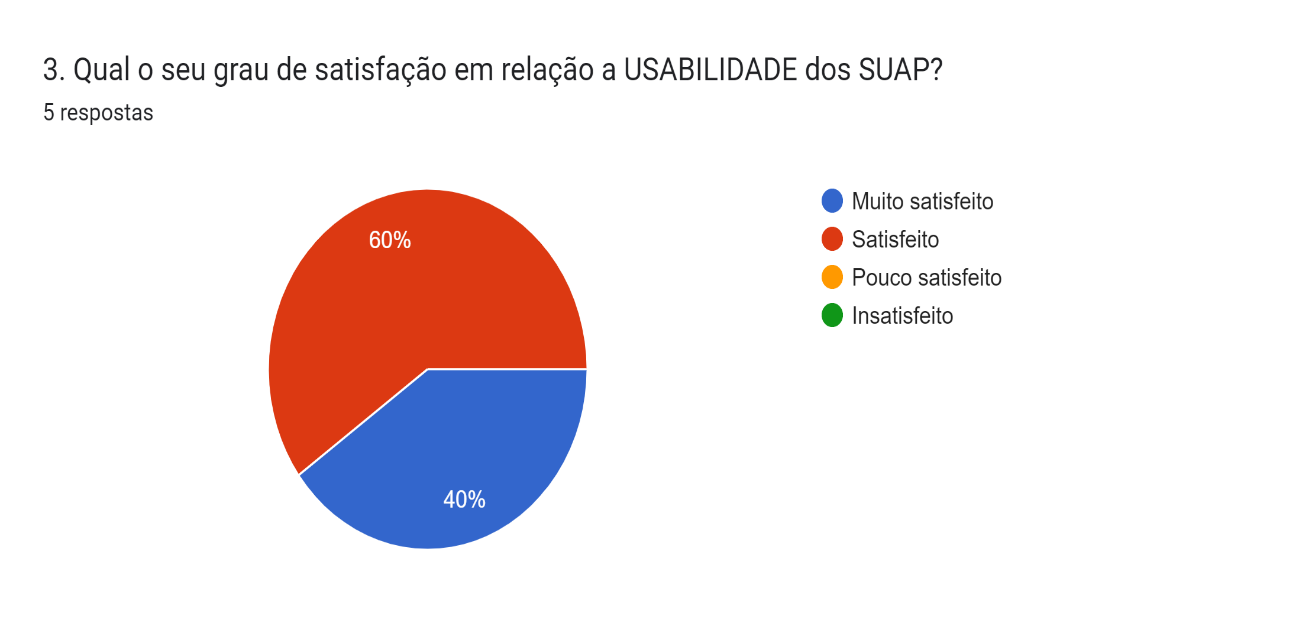 3. Qual o seu grau de satisfação em relação a USABILIDADE dos SUAP?
5 respostas
60%
40%
Muito satisfeito
Satisfeito
Pouco satisfeito
Insatisfeito